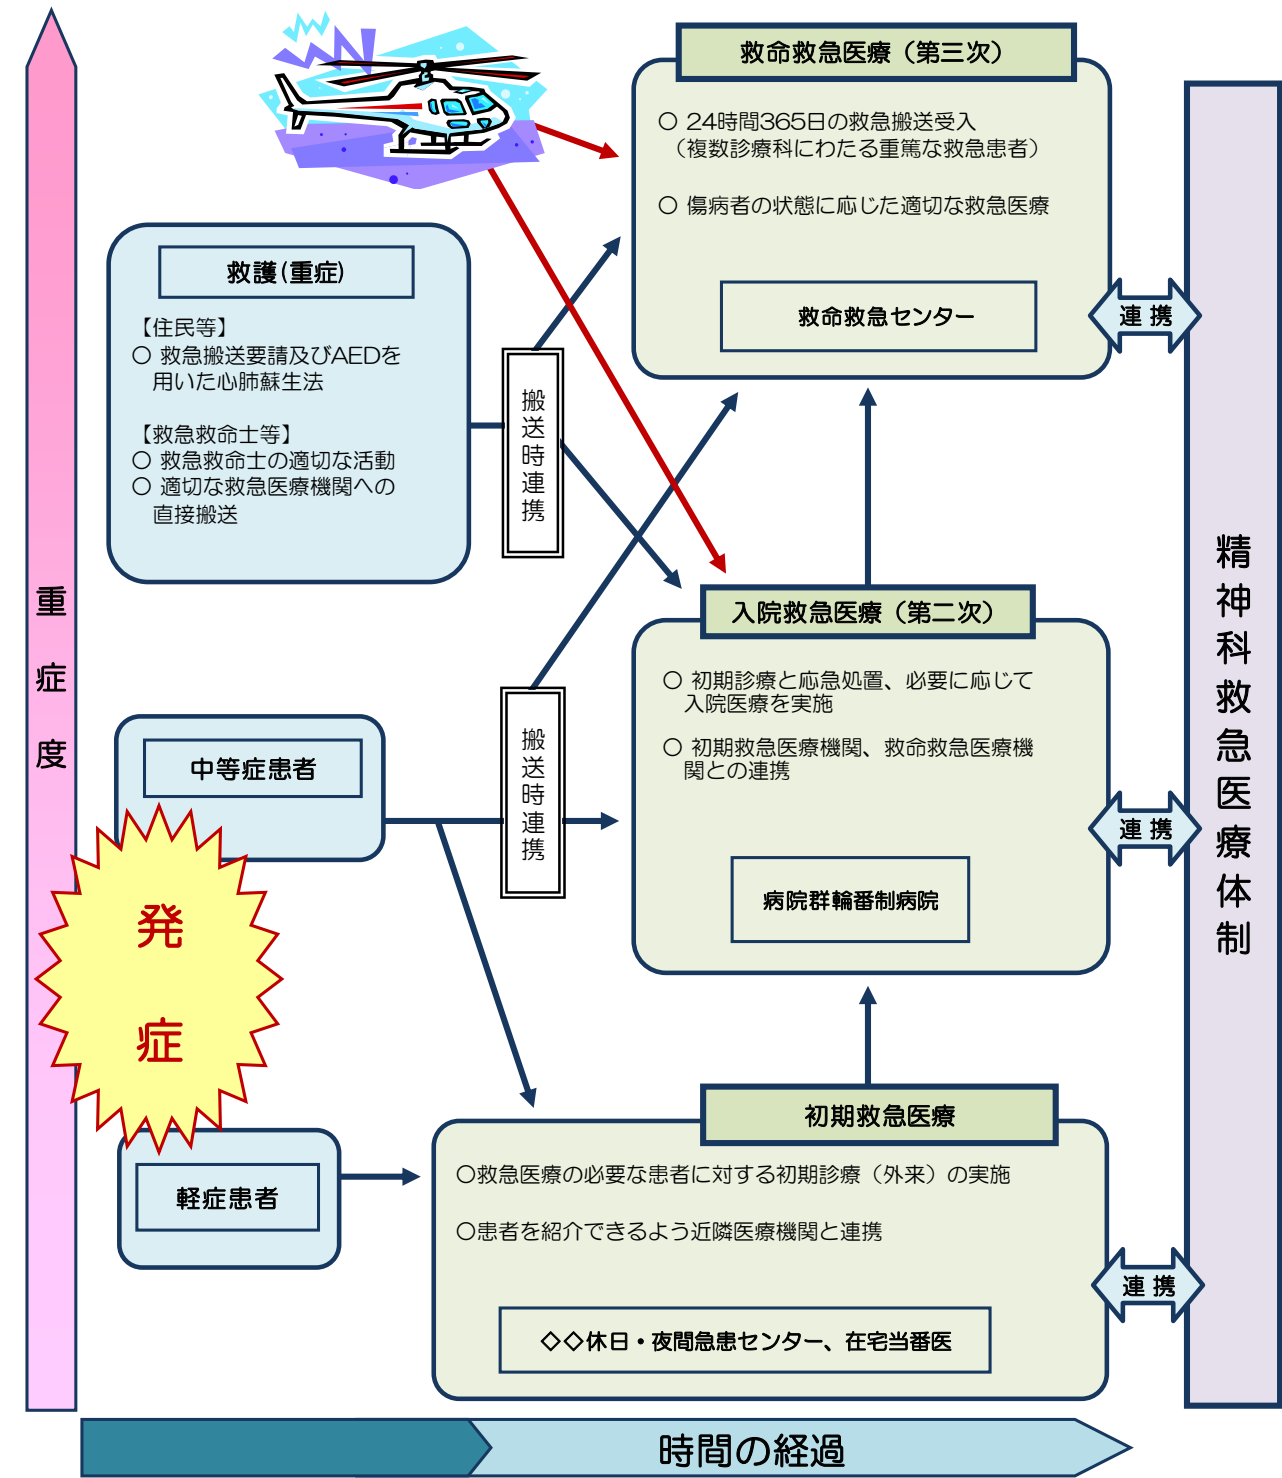 救命救急医療（第三次）
〇 24時間365日の救急搬送受入
（複数診療科にわたる重篤な救急患者）
〇 傷病者の状態に応じた適切な救急医療
救命救急センター
連 携
救護(重症)
【住民等】
〇 救急搬送要請及びAEDを
用いた心肺蘇生法
【救急救命士等】
〇 救急救命士の適切な活動
〇 適切な救急医療機関への
直接搬送
搬送時連携
重症度
精神科救急医療体制
入院救急医療（第二次）
〇 初期診療と応急処置、必要に応じて
入院医療を実施
〇 初期救急医療機関、救命救急医療機
関との連携
病院群輪番制病院
連 携
中等症患者
搬送時連携
発症
軽症患者
初期救急医療
〇救急医療の必要な患者に対する初期診療（外来）の実施
〇患者を紹介できるよう近隣医療機関と連携
◇◇休日・夜間急患センター、在宅当番医
連 携
時間の経過